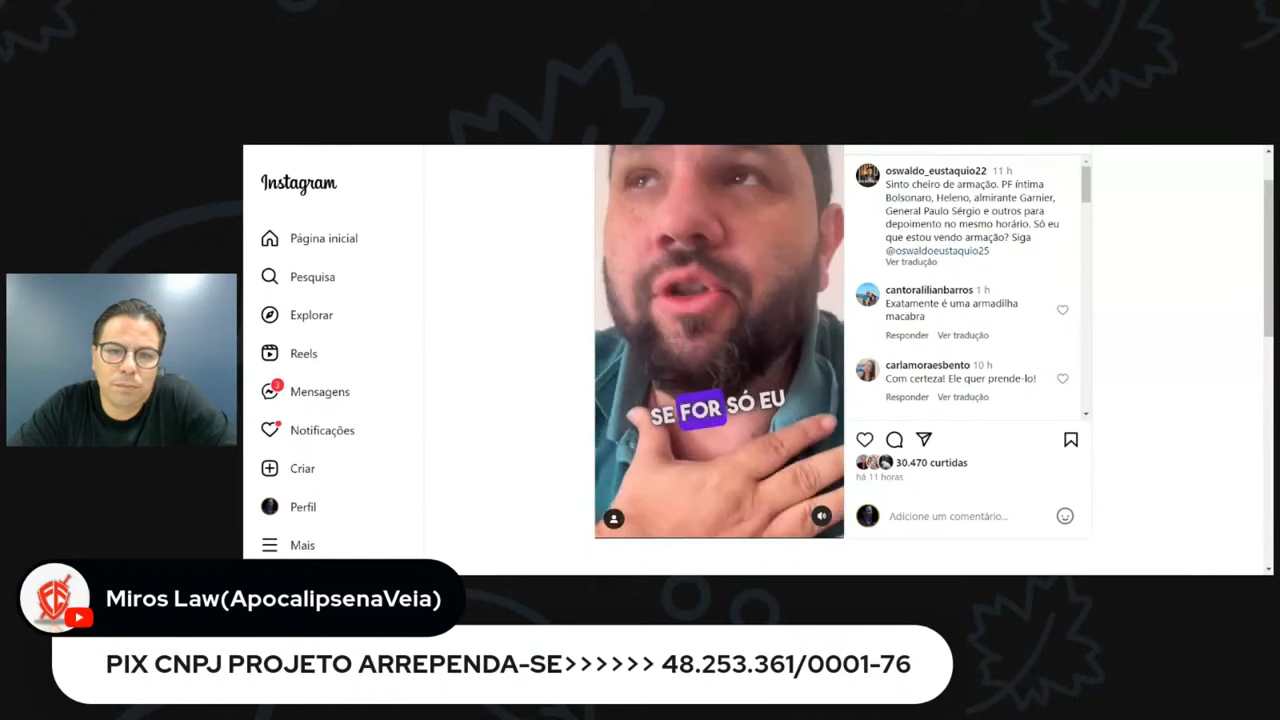 Instagram
Página inicial
Pesquisa
Explorar
Reels
3
Mensagens
Notificações
Criar
Perfil
Mais
SE FOR SÓ EU
oswaldo_eustaquio22 11 h
Sinto cheiro de armação. PF íntima
Bolsonaro, Heleno, almirante Garnier,
General Paulo Sérgio e outros para
depoimento no mesmo horário. Só eu
que estou vendo armação? Siga
@oswaldoeustaquio25
Ver tradução
cantoralilianbarros 1 h
Exatamente é uma armadilha
macabra
Responder Ver tradução
carlamoraesbento 10 h
Com certeza! Ele quer prende-lo!
Responder Ver tradução
30.470 curtidas
há 11 horas
Adicione um comentário...
Miros Law(ApocalipsenaVeia)
PIX CNPJ PROJETO ARREPENDA-SE>>>>>> 48.253.361/0001-76